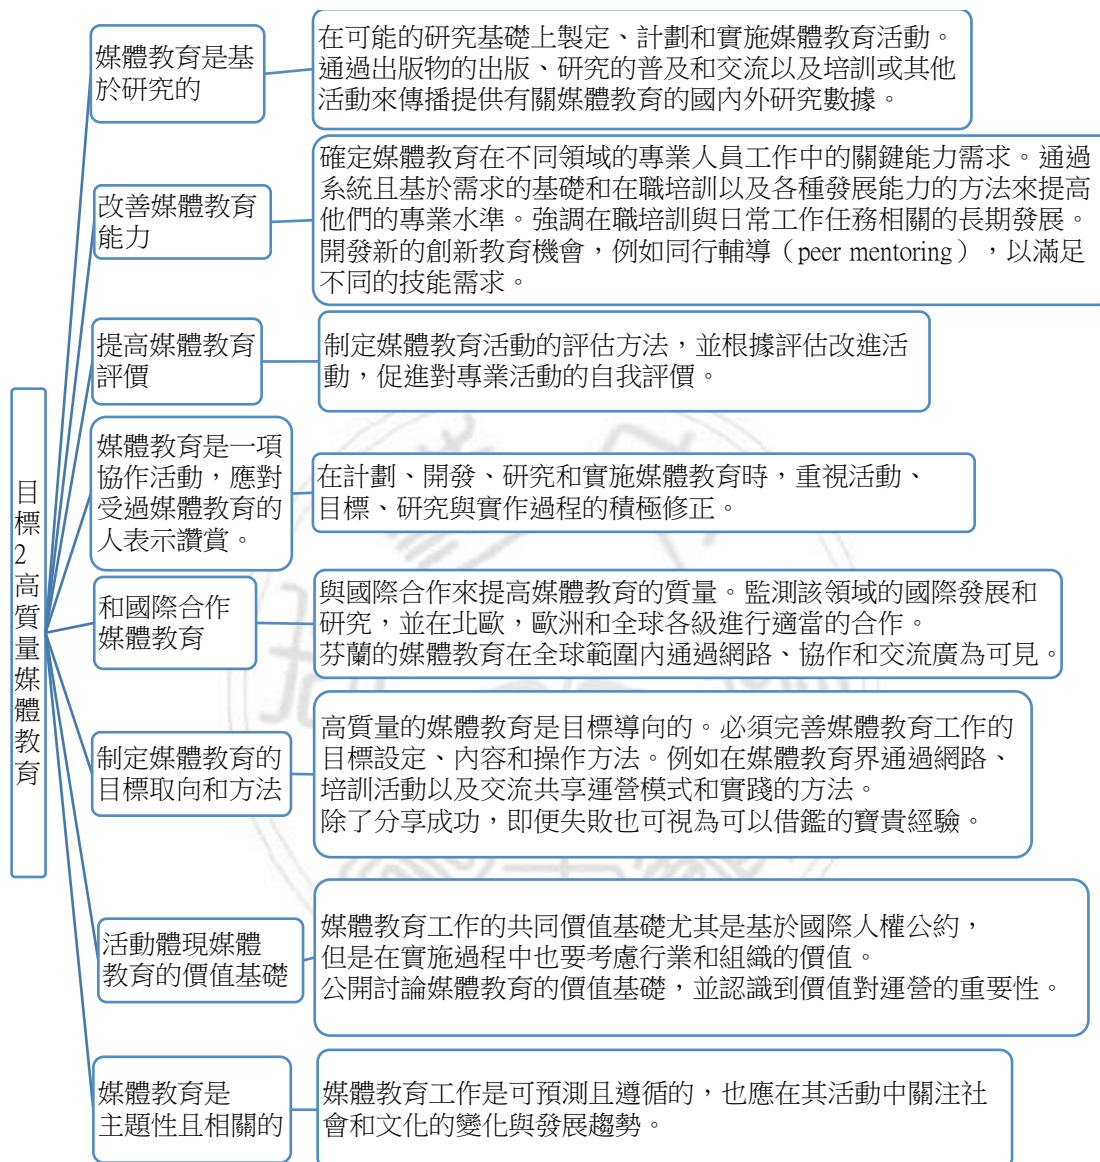 目
標
2
高
質
量
媒
體
教
育
媒體教育是基
於研究的
在可能的研究基礎上製定、計劃和實施媒體教育活動。
通過出版物的出版、研究的普及和交流以及培訓或其他
活動來傳播提供有關媒體教育的國內外研究數據。
改善媒體教育
能力
確定媒體教育在不同領域的專業人員工作中的關鍵能力需求。通過
系統且基於需求的基礎和在職培訓以及各種發展能力的方法來提高
他們的專業水準。強調在職培訓與日常工作任務相關的長期發展。
開發新的創新教育機會，例如同行輔導（peer mentoring），以滿足
不同的技能需求。
提高媒體教育
評價
制定媒體教育活動的評估方法，並根據評估改進活
動，促進對專業活動的自我評價。
媒體教育是一項
協作活動，應對
受過媒體教育的
人表示讚賞。
在計劃、開發、研究和實施媒體教育時，重視活動、
目標、研究與實作過程的積極修正。
和國際合作
媒體教育
與國際合作來提高媒體教育的質量。監測該領域的國際發展和
研究，並在北歐，歐洲和全球各級進行適當的合作。
芬蘭的媒體教育在全球範圍內通過網路、協作和交流廣為可見。
制定媒體教育的
目標取向和方法
高質量的媒體教育是目標導向的。必須完善媒體教育工作的
目標設定、內容和操作方法。例如在媒體教育界通過網路、
培訓活動以及交流共享運營模式和實踐的方法。
除了分享成功，即便失敗也可視為可以借鑑的寶貴經驗。
活動體現媒體
教育的價值基礎
媒體教育工作的共同價值基礎尤其是基於國際人權公約，
但是在實施過程中也要考慮行業和組織的價值。
公開討論媒體教育的價值基礎，並認識到價值對運營的重要性。
媒體教育是
主題性且相關的
媒體教育工作是可預測且遵循的，也應在其活動中關注社
會和文化的變化與發展趨勢。